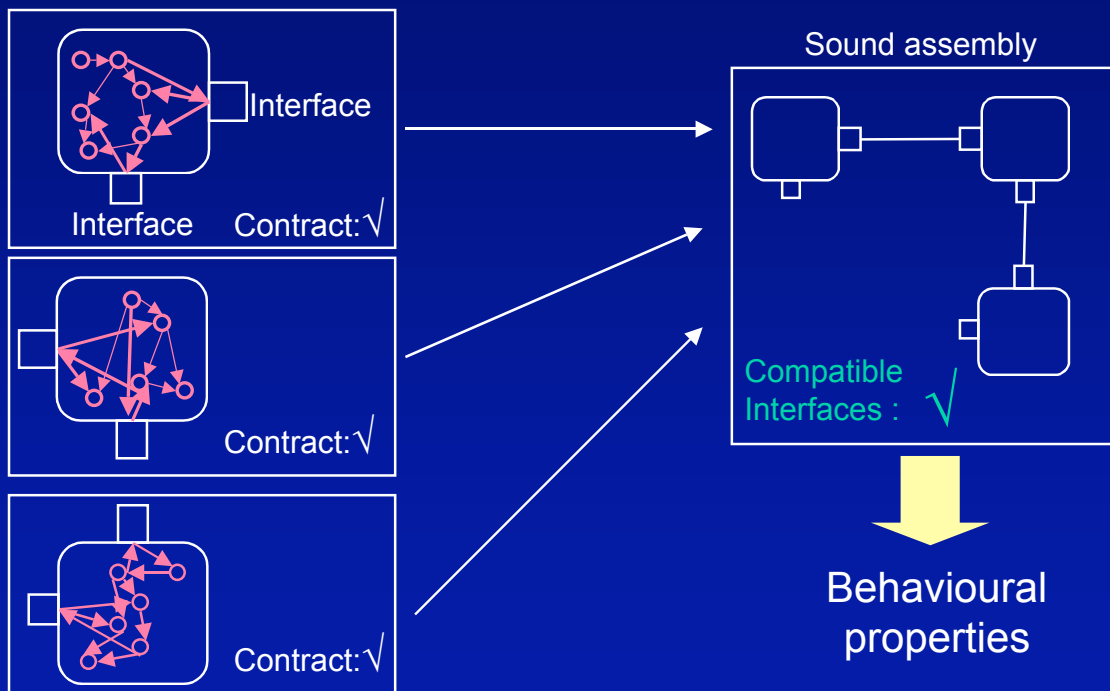 Interface
Interface
Contract:√
Contract:√
Contract:√
Sound assembly
Compatible
Interfaces : √
Behavioural
properties